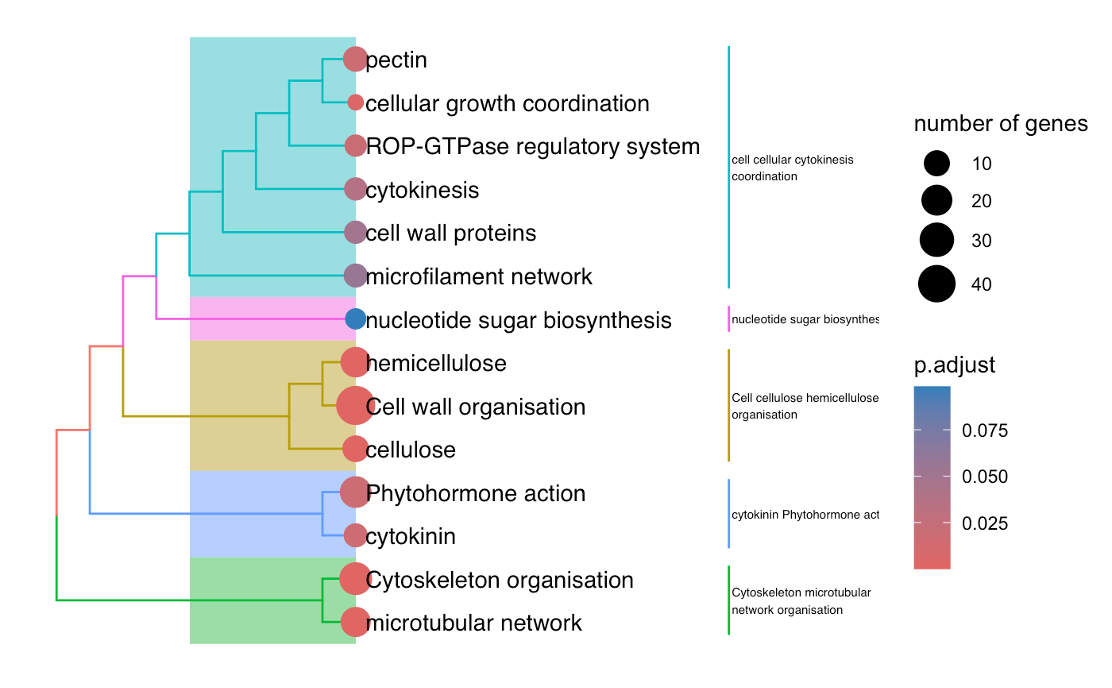 pectin
cellular growth coordination
ROP-GTPase regulatory system
cytokinesis
cell wall proteins
microfilament network
nucleotide sugar biosynthesis
hemicellulose
Cell wall organisation
cellulose
Phytohormone action
cytokinin
Cytoskeleton organisation
microtubular network
cell cellular cytokinesis
coordination
nucleotide sugar biosynthes
Cell cellulose hemicellulose
organisation
cytokinin Phytohormone act
Cytoskeleton microtubular
network organisation
number of genes
10
20
30
40
p.adjust
0.075
0.050
0.025